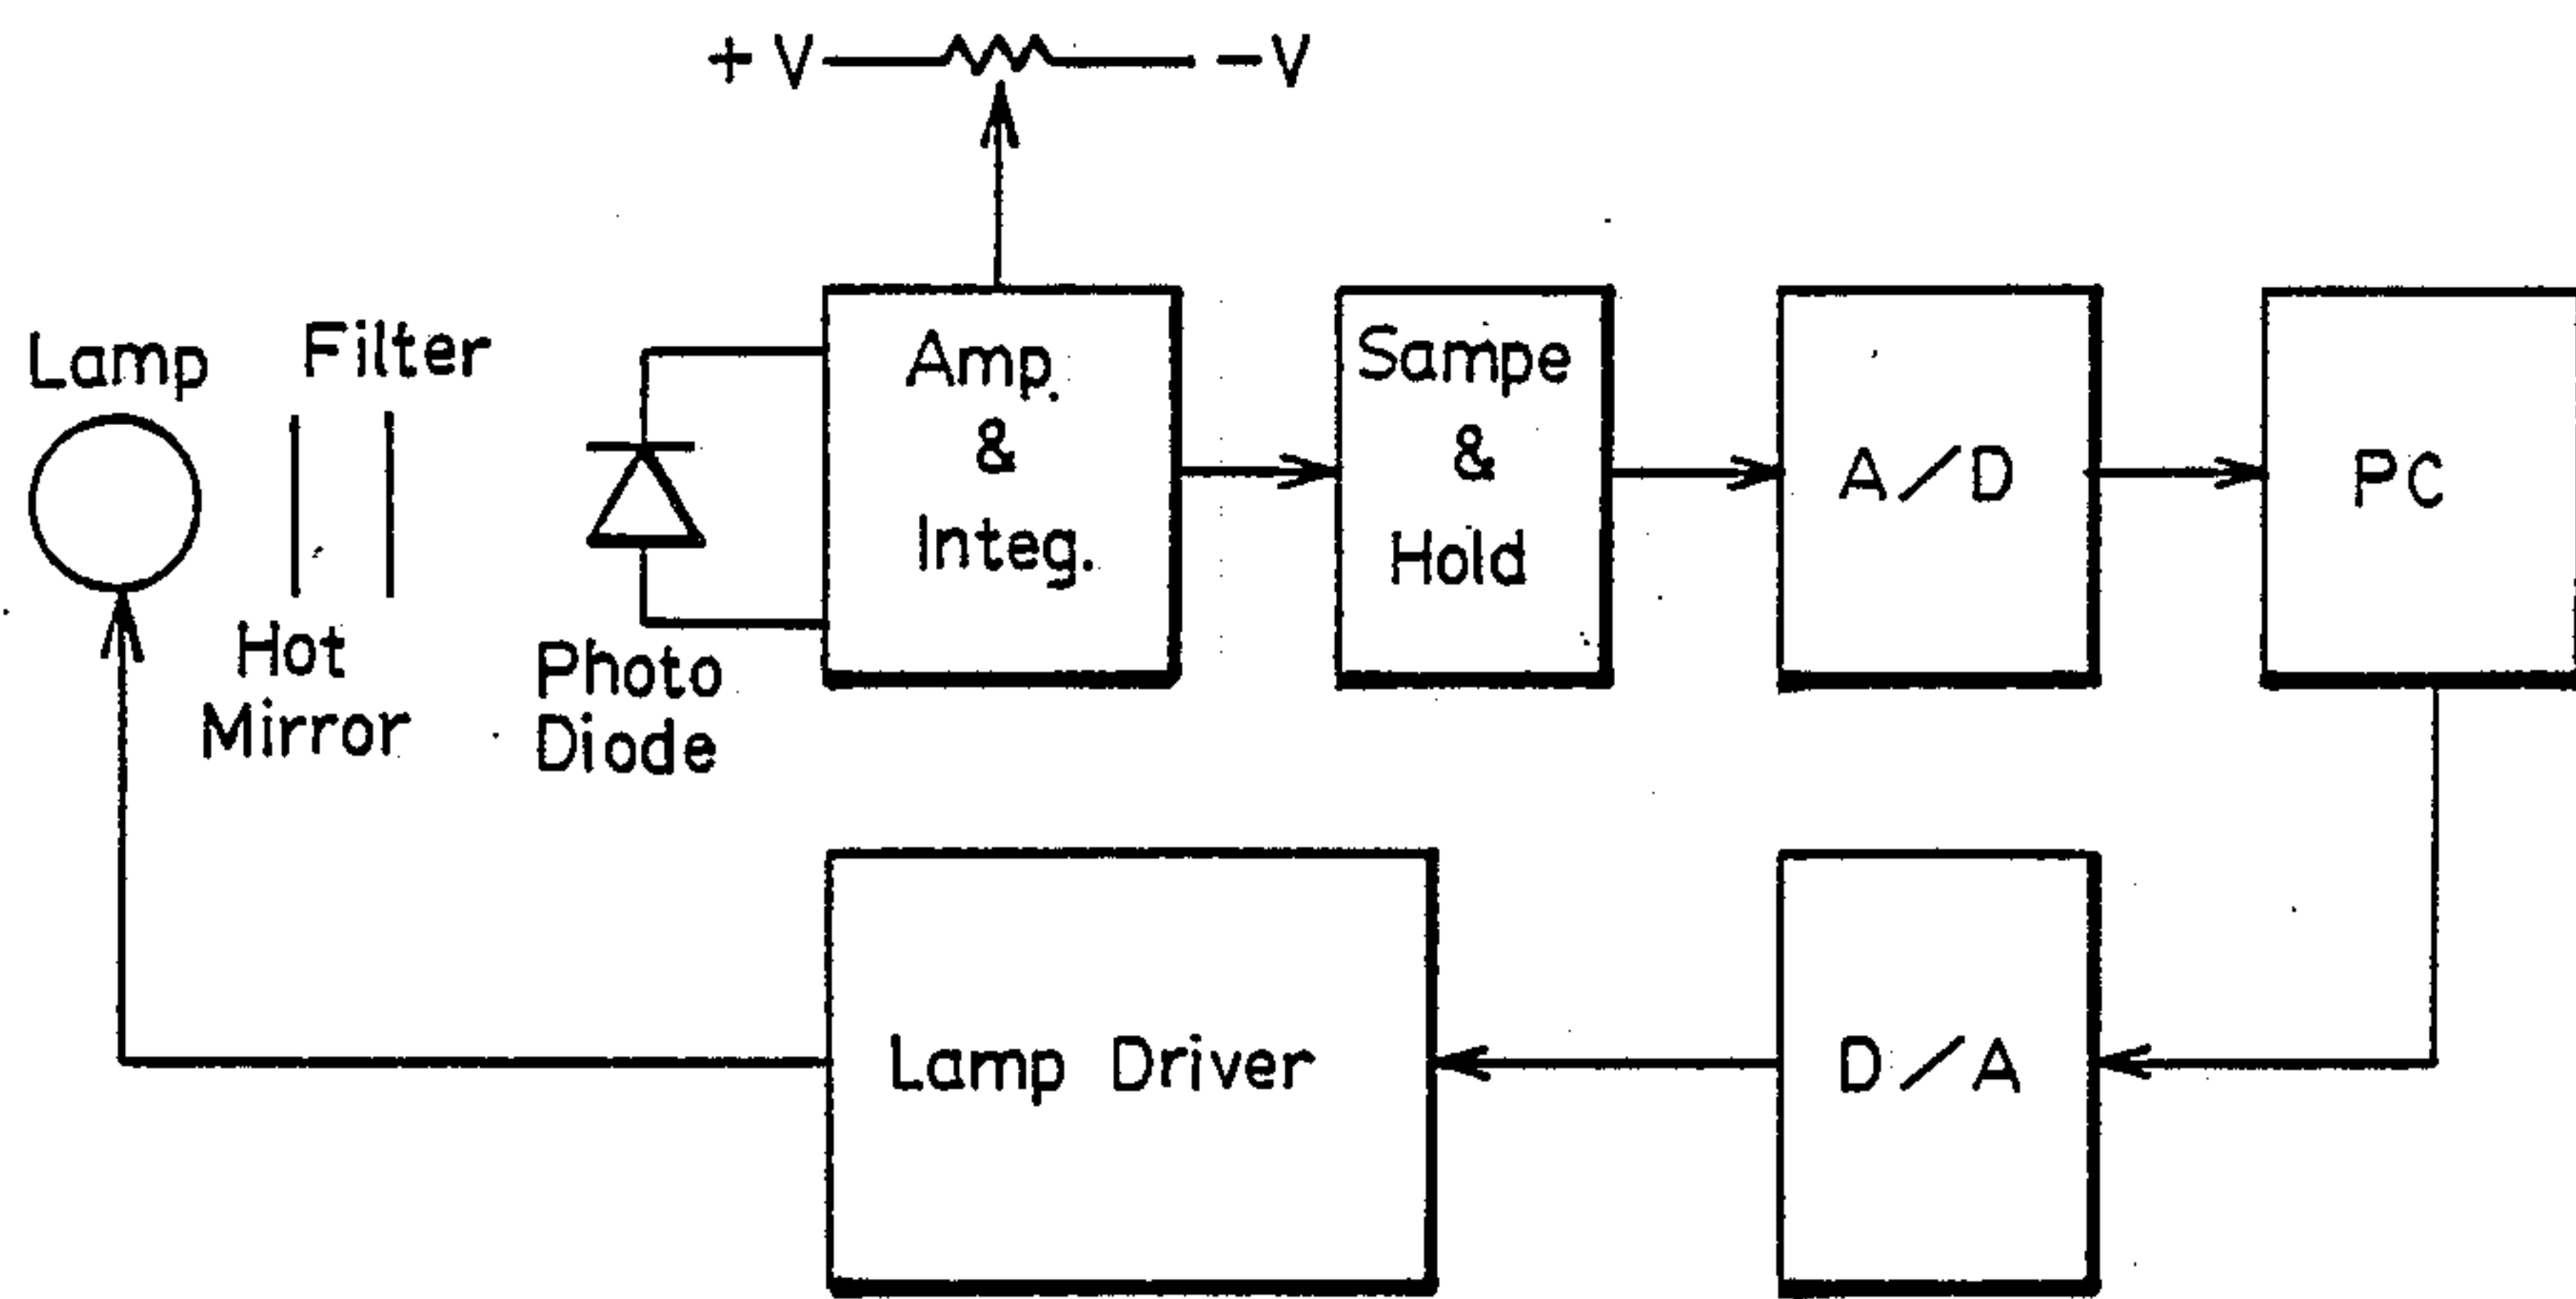 +V -V
Lamp
Filter
Hot
Mirror
Photo
Diode
Amp.
&
Integ.
Sampe
&
Hold
A/D
PC
Lamp Driver
D/A